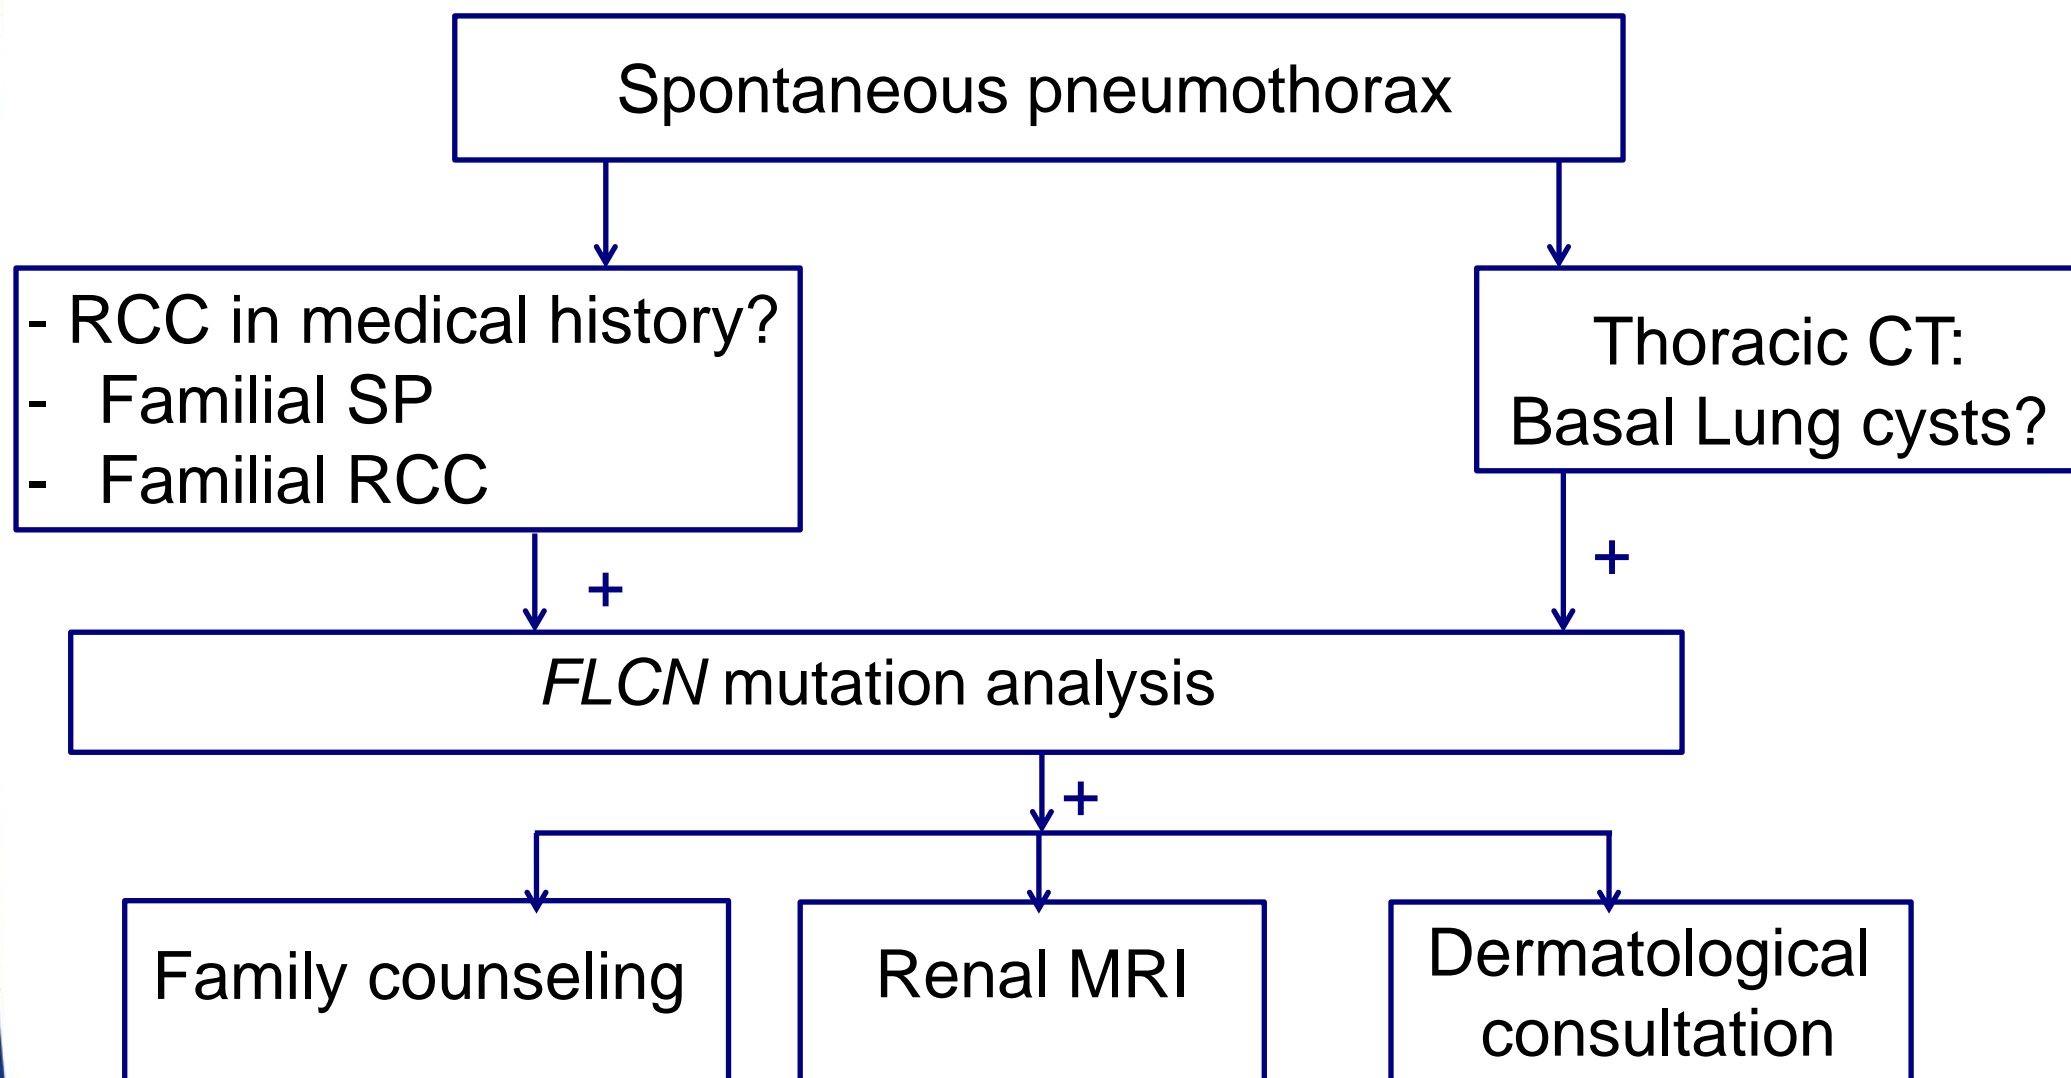 Spontaneous pneumothorax
- RCC in medical history?
- Familial SP
- Familial RCC
Thoracic CT:
Basal Lung cysts?
+
+
FLCN mutation analysis
+
Family counseling
Renal MRI
Dermatological
consultation